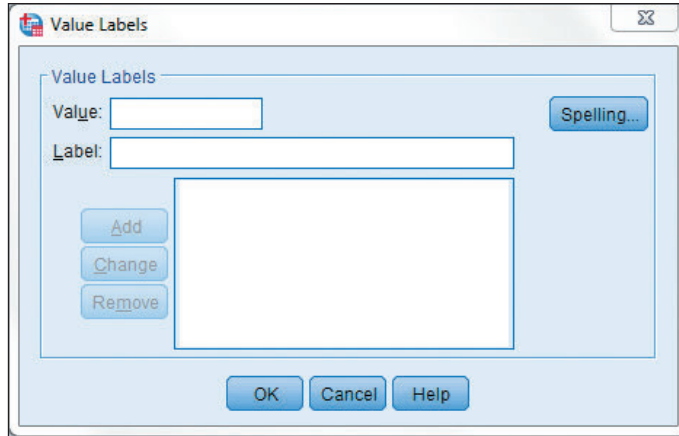 Value Labels
Value Labels
Value:
Spelling...
Label:
Add
Change
Remove
OK Cancel Help